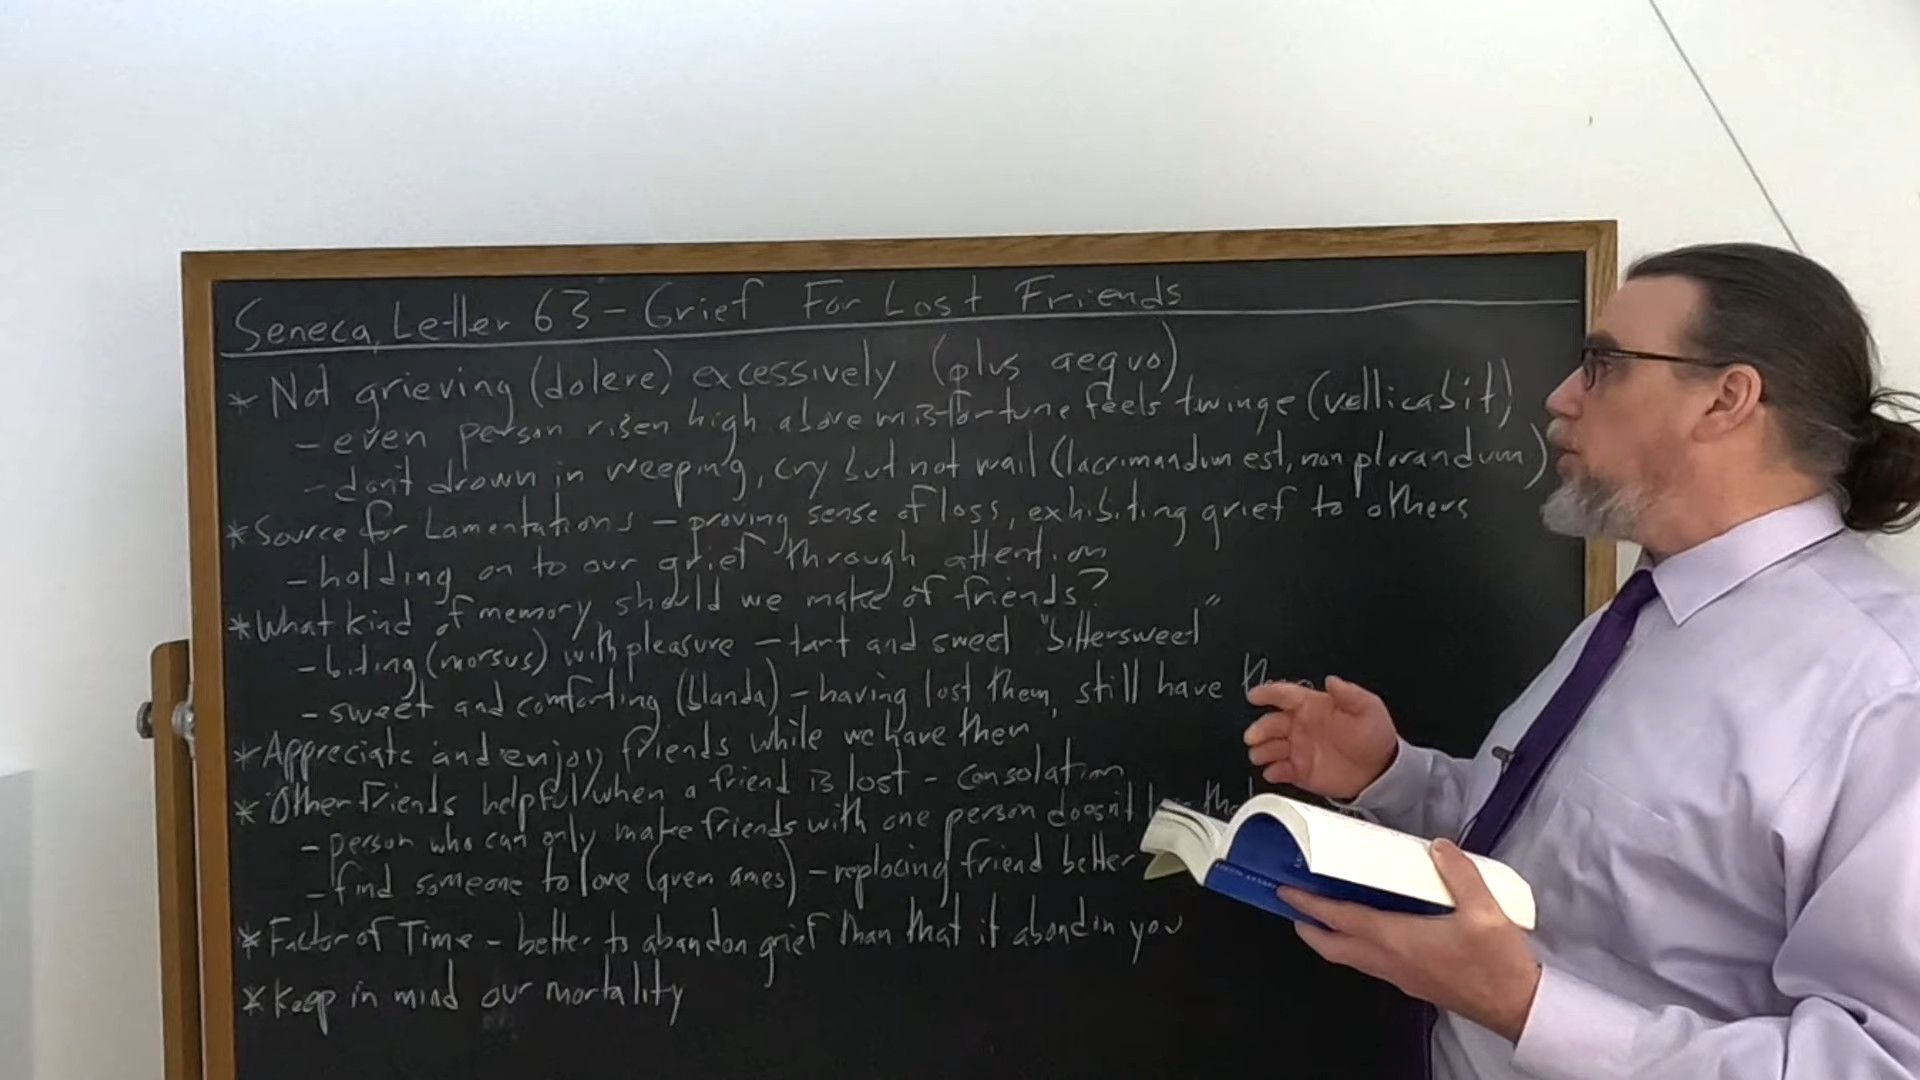 Seneca, Letter 63 - Grief For Lost Friends
* Not grieving (dolere) excessively (plus aequo)
- even person risen high above misfortune feels twinge (vellicabit)
- don't drown in weeping, cry but not wail (lacrimandum est, non plorandum)
* Source for Lamentations - proving sense of loss, exhibiting grief to others
- holding on to our grief through attention
* What kind of memory should we make of friends?
- biting (morsus) with pleasure - tart and sweet "bittersweet"
- sweet and comforting (blanda) - having lost them, still have
* Appreciate and enjoy friends while we have them
* Other friends helpful when a friend is lost - consolation
- person who can only make friends with one person doesn't
- find someone to love (quem ames) - replacing friend better
* Factor of Time - better to abandon grief than that it abandon you
* Keep in mind our mortality